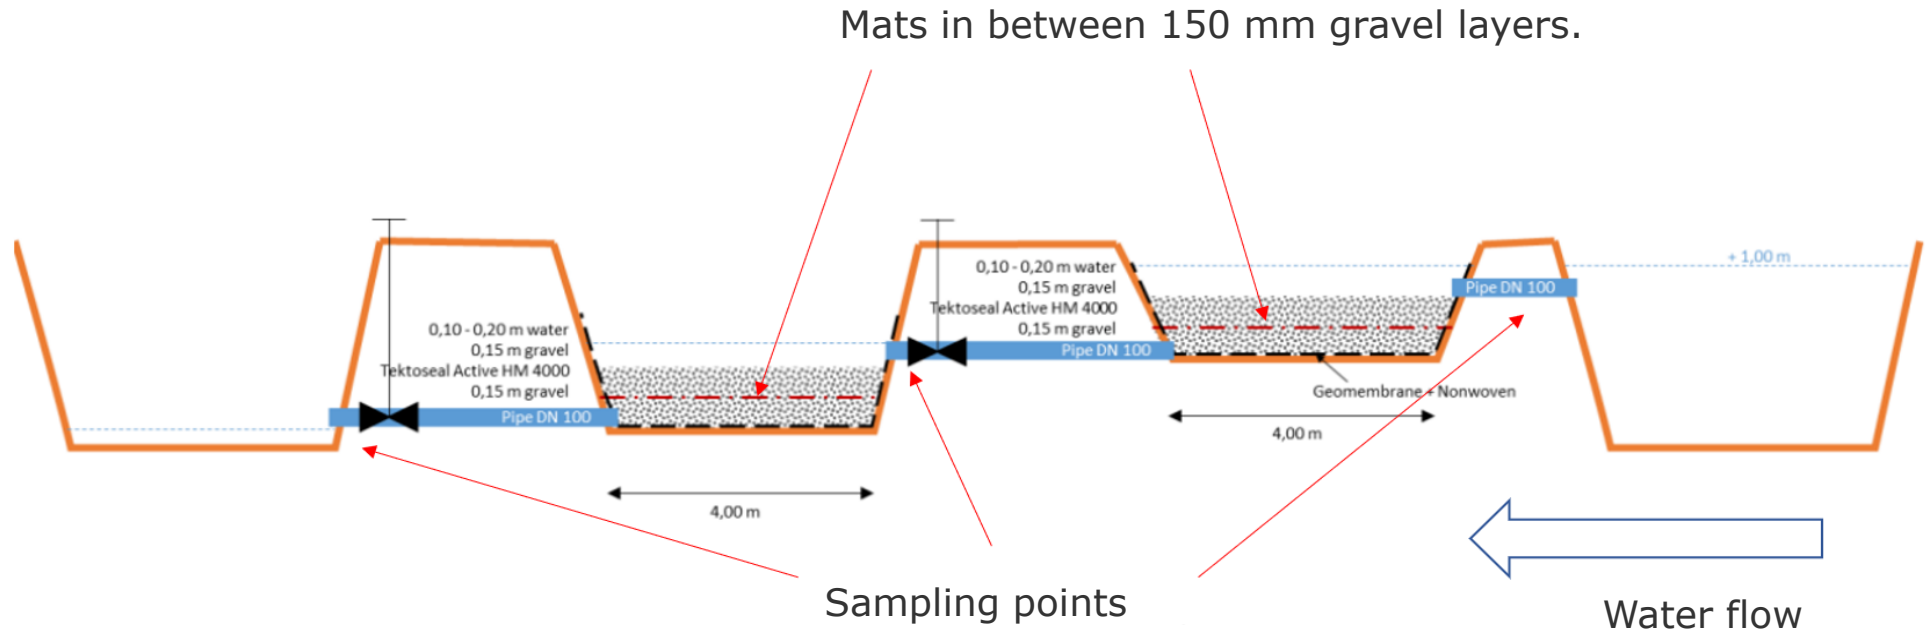 Mats in between 150 mm gravel layers.
0,10 - 0,20 m water
0,15 m gravel
Tektoseal Active HM 4000
0,15 m gravel
Pipe DN 100
4,00 m
0,10 - 0,20 m water
0,15 m gravel
Tektoseal Active HM 4000
0,15 m gravel
Pipe DN 100
Geomembrane + Nonwoven
4,00 m
Pipe DN 100
+ 1,00 m
Sampling points
Water flow